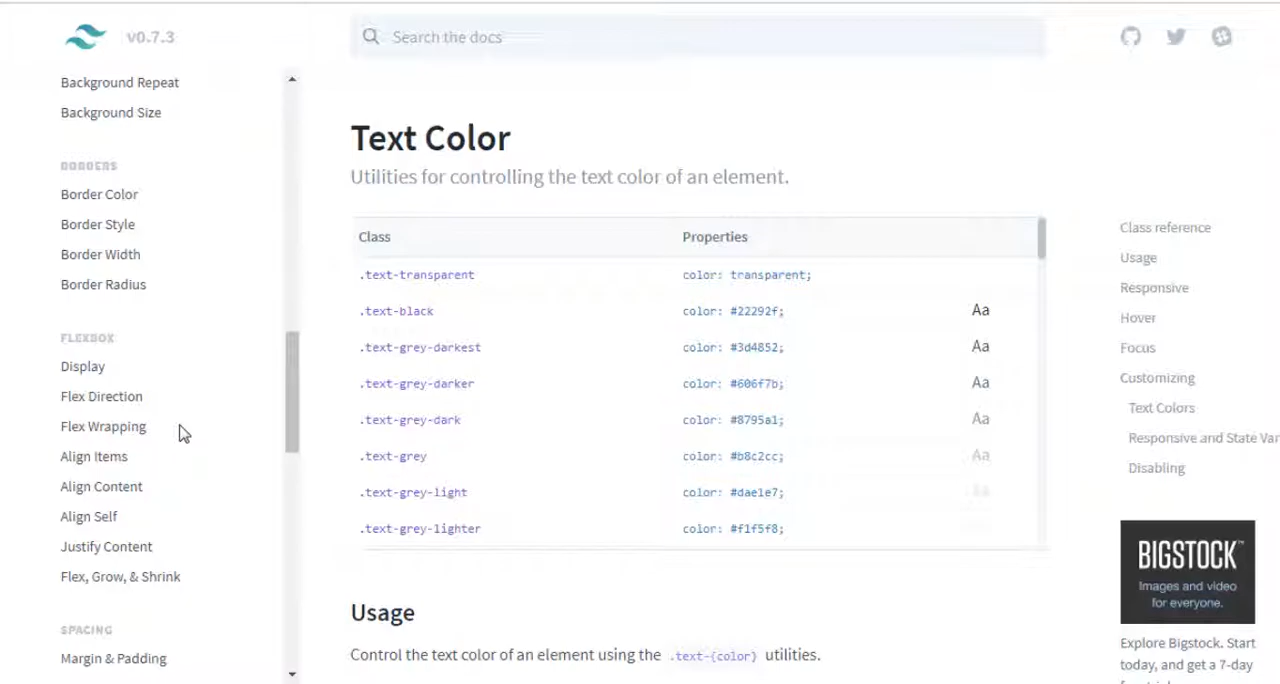 v0.7.3
Search the docs
Background Repeat
Background Size
BORDERS
Border Color
Border Style
Border Width
Border Radius
FLEXBOX
Display
Flex Direction
Flex Wrapping
Align Items
Align Content
Align Self
Justify Content
Flex, Grow, & Shrink
SPACING
Margin & Padding
Text Color
Utilities for controlling the text color of an element.
Class Properties
.text-transparent color: transparent;
.text-black color: #22292f; Aa
.text-grey-darkest color: #3d4852; Aa
.text-grey-darker color: #606f7b; Aa
.text-grey-dark color: #8795a1; Aa
.text-grey color: #b8c2cc; Aa
.text-grey-light color: #dae1e7; Aa
.text-grey-lighter color: #f1f5f8;
Usage
Control the text color of an element using the .text-{color} utilities.
Class reference
Usage
Responsive
Hover
Focus
Customizing
Text Colors
Responsive and State Var
Disabling
BIGSTOCK™
Images and video
for everyone.
Explore Bigstock. Start
today, and get a 7-day